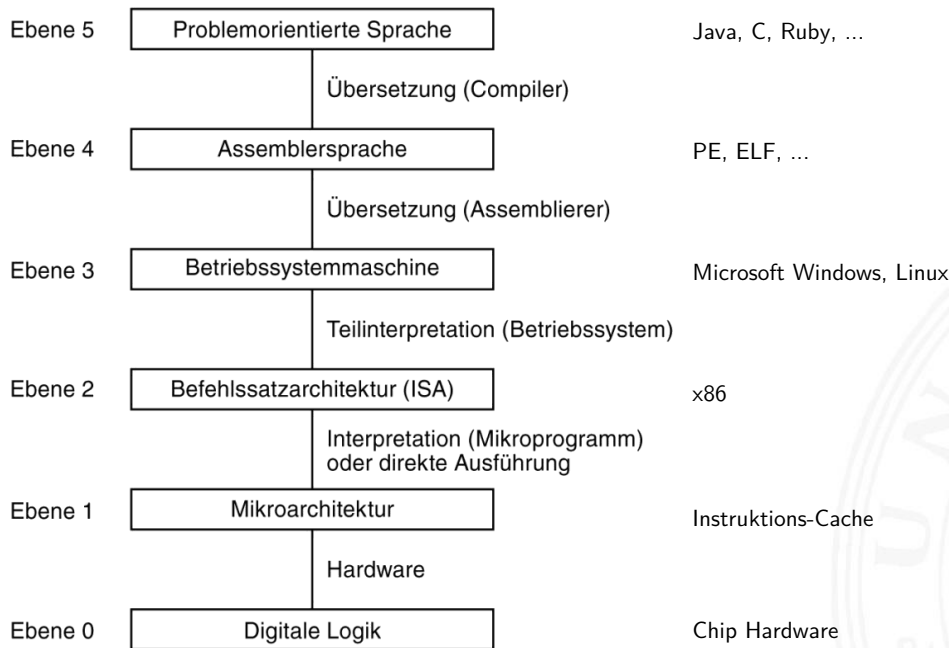 Ebene 5 Problemorientierte Sprache Java, C, Ruby, ...
Übersetzung (Compiler)
Ebene 4 Assemblersprache PE, ELF, ...
Übersetzung (Assemblierer)
Ebene 3 Betriebssystemmaschine Microsoft Windows, Linux
Teilinterpretation (Betriebssystem)
Ebene 2 Befehlssatzarchitektur (ISA) x86
Interpretation (Mikroprogramm)
oder direkte Ausführung
Ebene 1 Mikroarchitektur Instruktions-Cache
Hardware
Ebene 0 Digitale Logik Chip Hardware